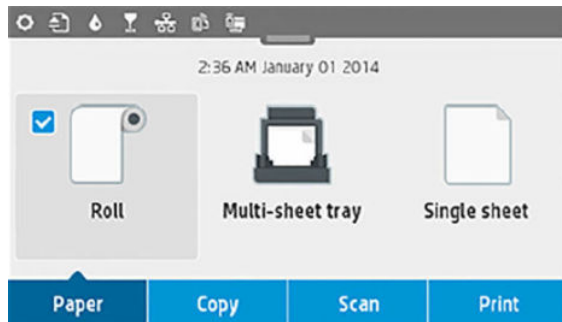 2:36 AM January 01 2014
Roll
Multi-sheet tray
Single sheet
Paper
Copy
Scan
Print